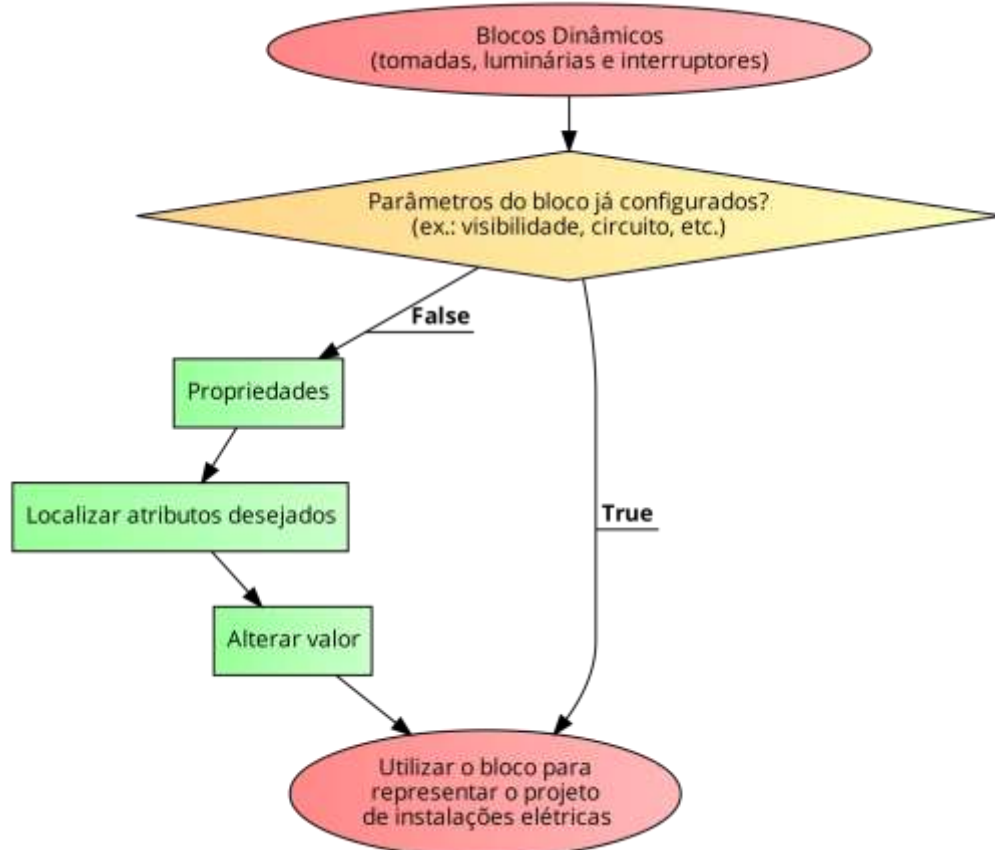 Blocos Dinâmicos
(tomadas, luminárias e interruptores)
Parâmetros do bloco já configurados?
(ex.: visibilidade, circuito, etc.)
False
Propriedades
Localizar atributos desejados
True
Alterar valor
Utilizar o bloco para
representar o projeto
de instalações elétricas